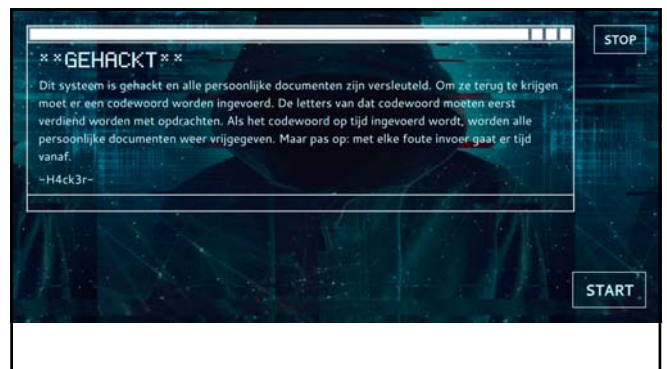 STOP
**GEHACKT**
Dit systeem is gehackt en alle persoonlijke documenten zijn versleuteld. Om ze terug te krijgen
moet er een codewoord worden ingevoerd. De letters van dat codewoord moeten eerst
verdiend worden met opdrachten. Als het codewoord op tijd ingevoerd wordt, worden alle
persoonlijke documenten weer vrijgegeven. Maar pas op: met elke foute invoer gaat er tijd
vanaf.
~H4ck3r~
START